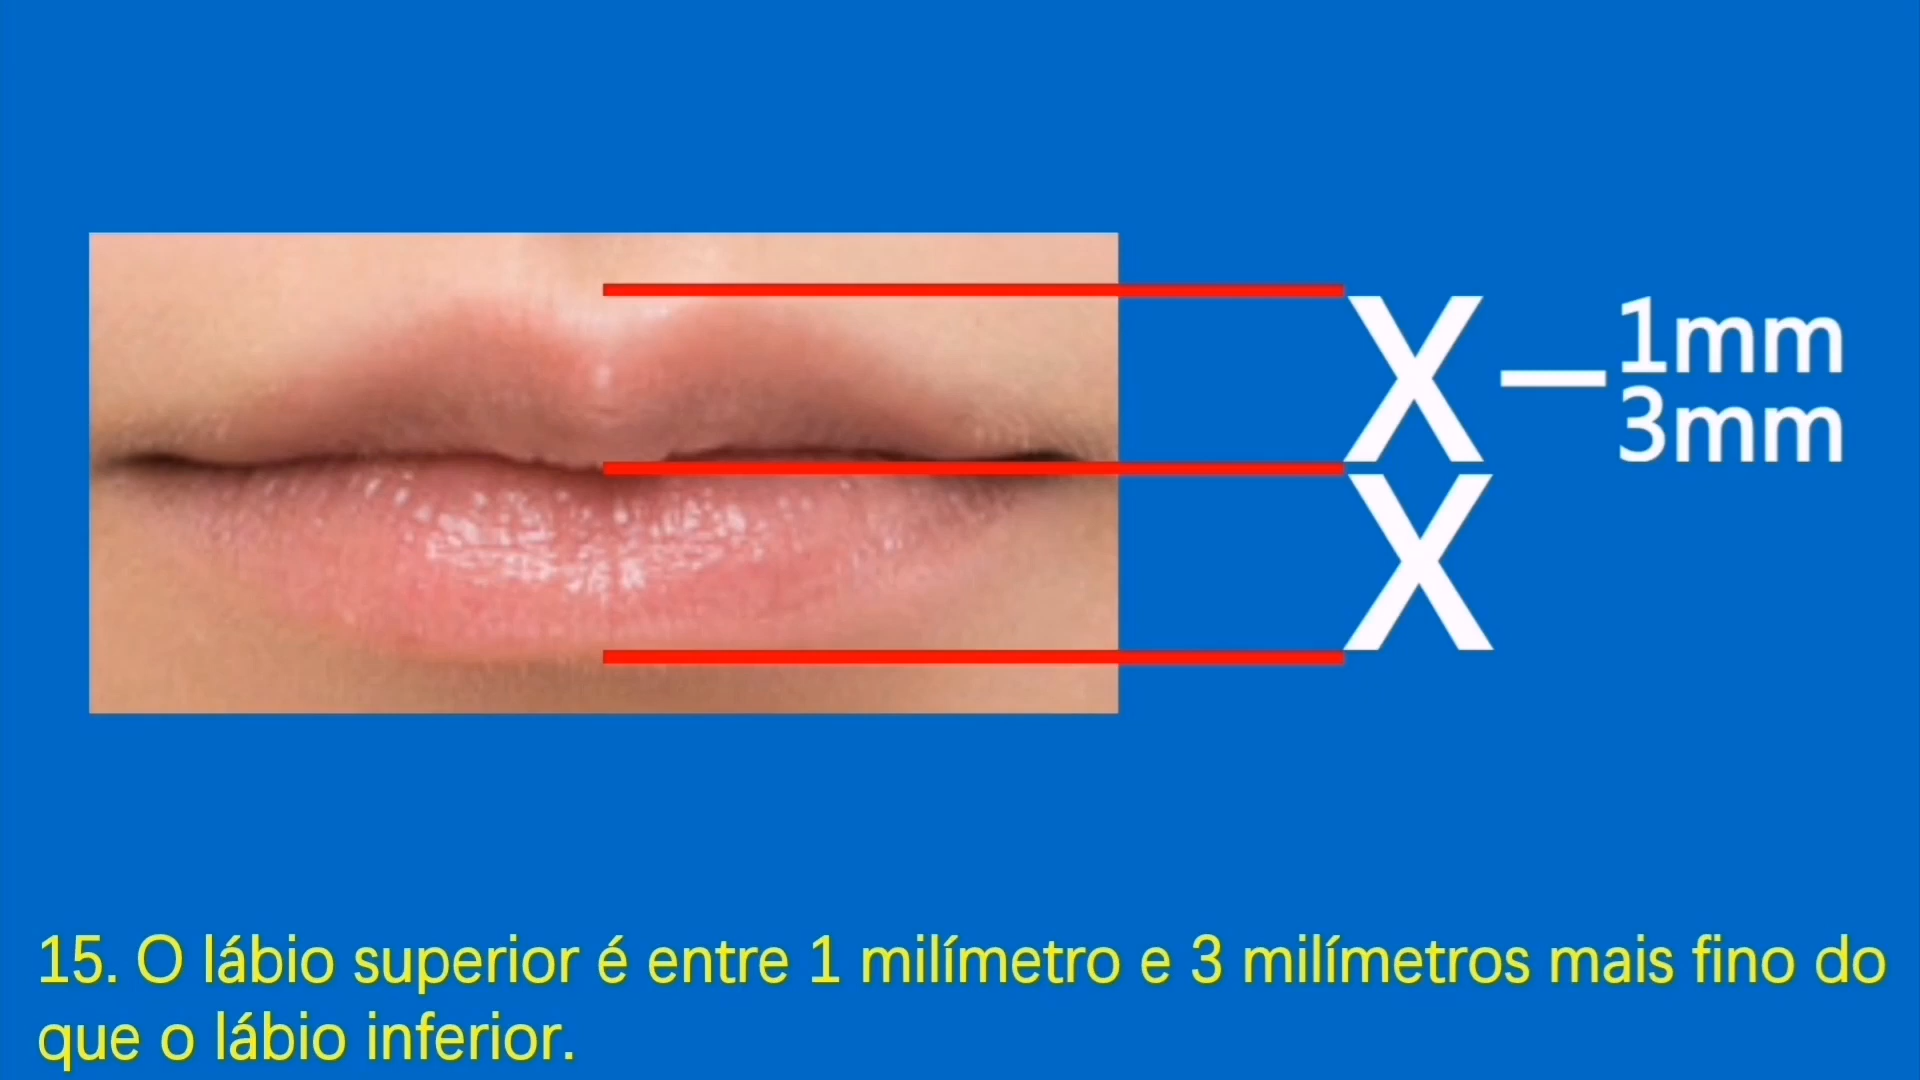 X — 1mm
3mm
X
15. O lábio superior é entre 1 milímetro e 3 milímetros mais fino do
que o lábio inferior.